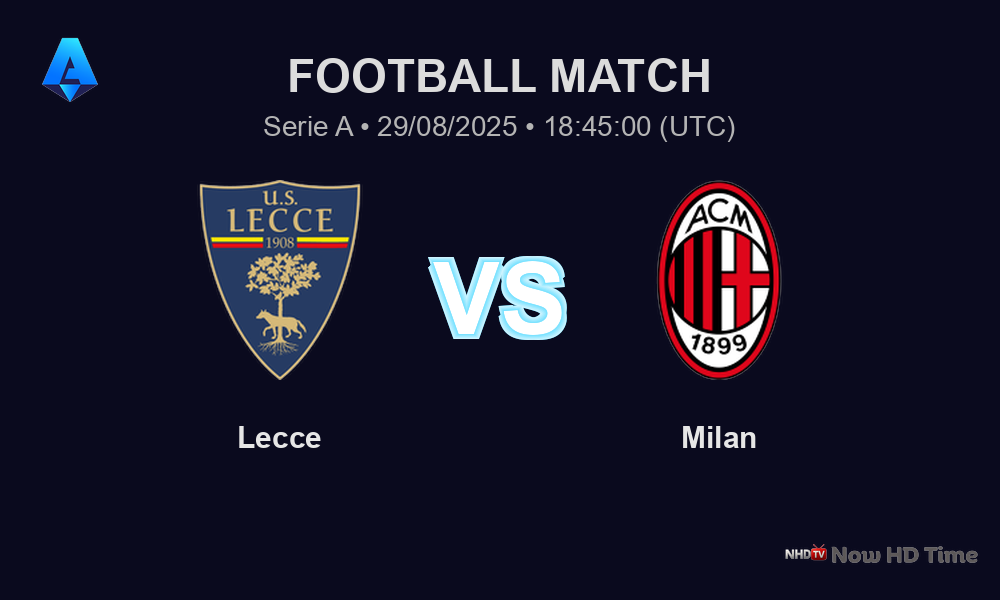 FOOTBALL MATCH
Serie A • 29/08/2025 • 18:45:00 (UTC)
U.S.
LECCE
1908
VS
ACM
1899
Lecce
Milan
NHDTV Now HD Time